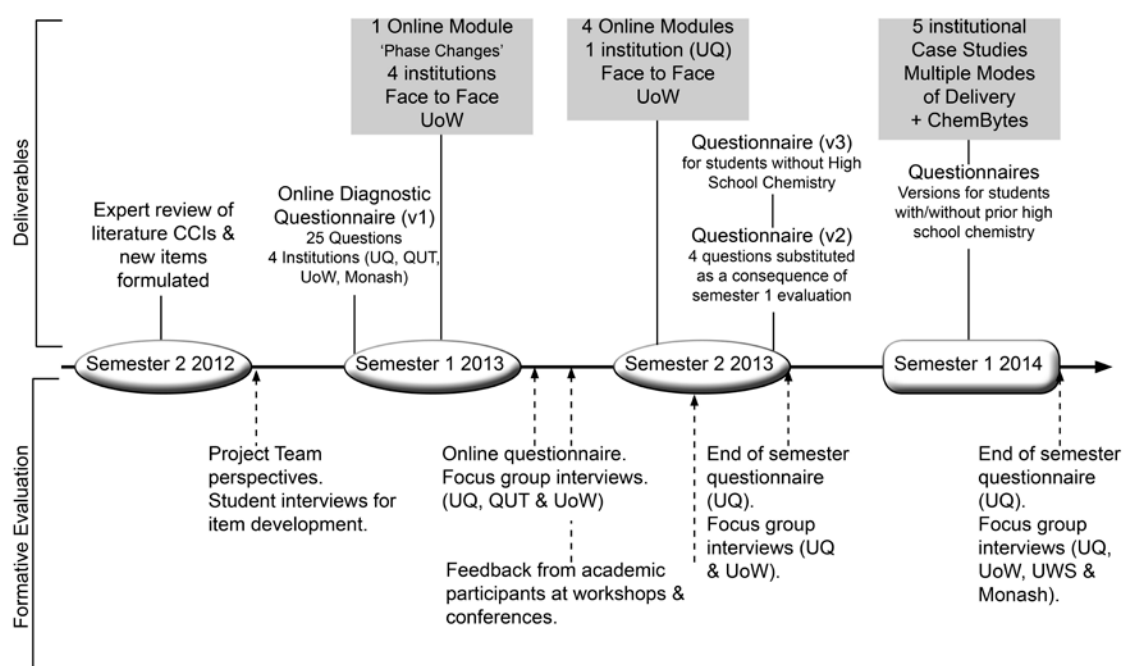 Deliverables
1 Online Module
‘Phase Changes’
4 institutions
Face to Face
UoW
4 Online Modules
1 institution (UQ)
Face to Face
UoW
5 institutional
Case Studies
Multiple Modes
of Delivery
+ ChemBytes
Expert review of
literature CCIs &
new items
formulated
Online Diagnostic
Questionnaire (v1)
25 Questions
4 Institutions (UQ, QUT,
UoW, Monash)
Questionnaire (v3)
for students without High
School Chemistry
Questionnaire (v2)
4 questions substituted
as a consequence of
semester 1 evaluation
Questionnaires
Versions for students
with/without prior high
school chemistry
Semester 2 2012
Semester 1 2013
Semester 2 2013
Semester 1 2014
Formative Evaluation
Project Team
perspectives.
Student interviews for
item development.
Online questionnaire.
Focus group interviews.
(UQ, QUT & UoW)
Feedback from academic
participants at workshops &
conferences.
End of semester
questionnaire
(UQ).
Focus group
interviews (UQ
& UoW).
End of semester
questionnaire
(UQ).
Focus group
interviews (UQ,
UoW, UWS &
Monash).